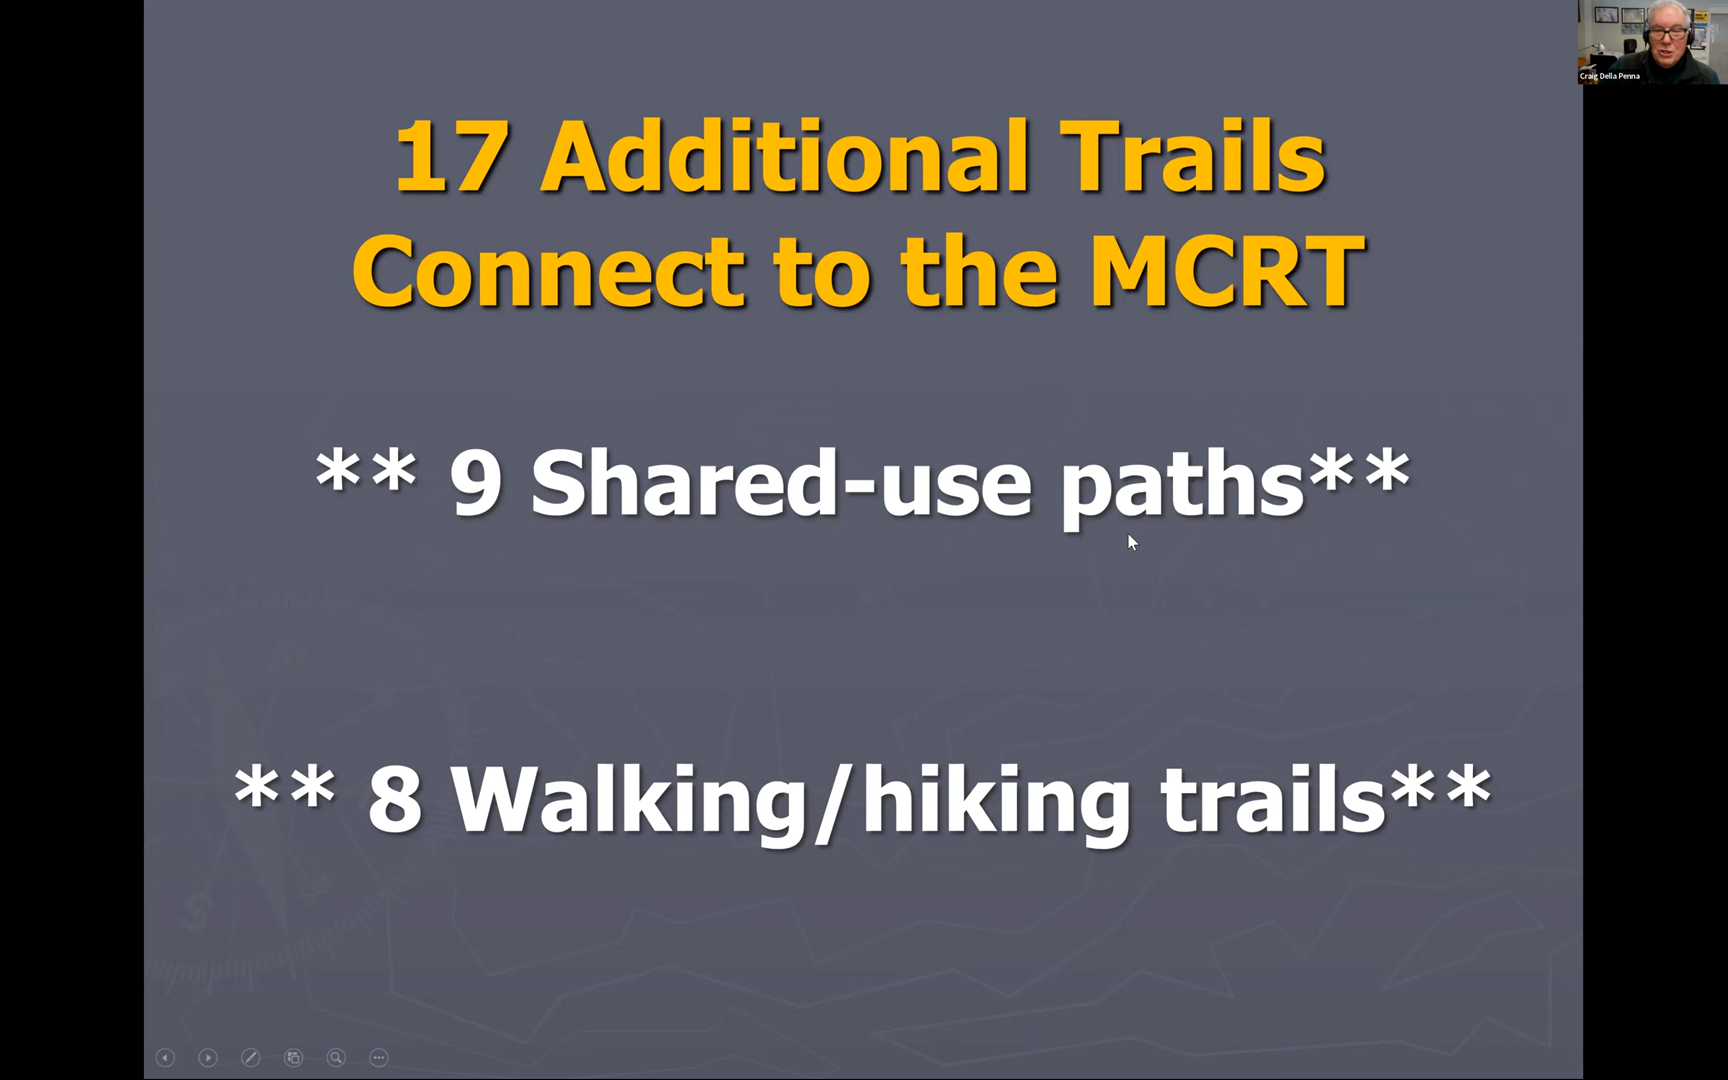 Craig Della Penna
17 Additional Trails
Connect to the MCRT
** 9 Shared-use paths**
** 8 Walking/hiking trails**
S